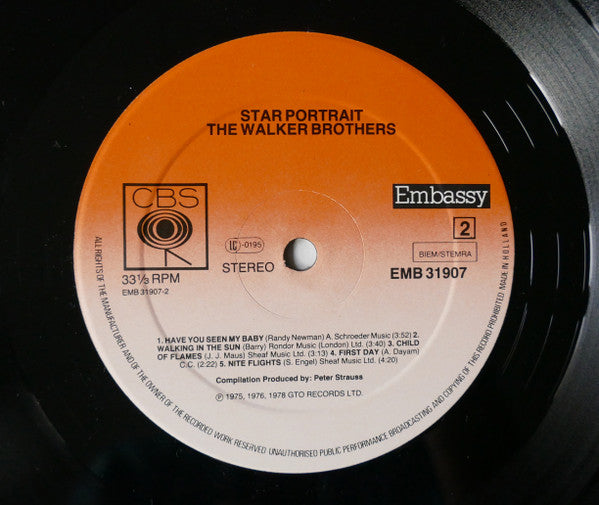 STAR PORTRAIT
THE WALKER BROTHERS
CBS
Embassy
2
33⅓ RPM
EMB 31907-2
LC-0195
STEREO
BIEM/STEMRA
EMB 31907
1. HAVE YOU SEEN MY BABY (Randy Newman) A. Schroeder Music (3:52) 2.
WALKING IN THE SUN (Barry) Rondor Music (London) Ltd. (3:40) 3. CHILD
OF FLAMES (J. J. Maus) Sheaf Music Ltd. (3:13) 4. FIRST DAY (A. Dayam)
C.C. (2:22) 5. NITE FLIGHTS (S. Engel) Sheaf Music Ltd. (4:20)
Compilation Produced by: Peter Strauss
Ⓟ 1975, 1976, 1978 GTO RECORDS LTD.
ALL RIGHTS OF THE MANUFACTURER AND OF THE OWNER OF THE RECORDED WORK RESERVED. UNAUTHORISED PUBLIC PERFORMANCE BROADCASTING AND COPYING OF THIS RECORD PROHIBITED. MADE IN HOLLAND